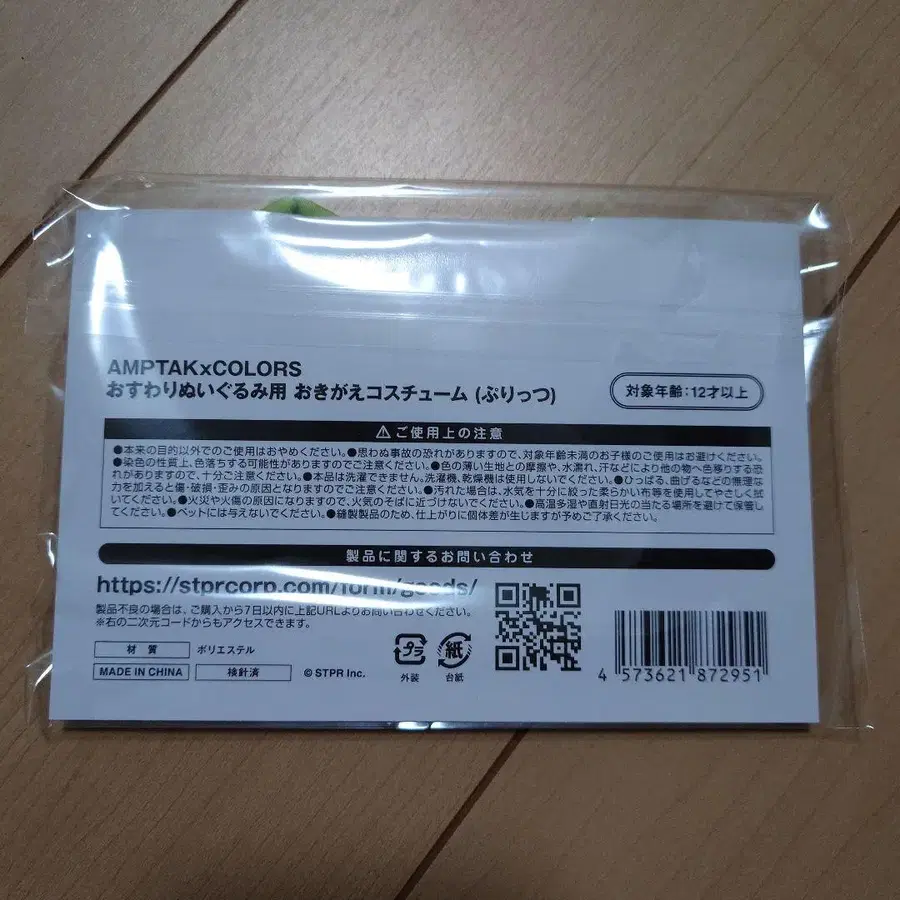 AMPTAK×COLORS
おすわりぬいぐるみ用 おきがえコスチューム (ぷりっつ)
対象年齢:12才以上
⚠ご使用上の注意
●本来の目的以外でのご使用はおやめください。●思わぬ事故の恐れがありますので、対象年齢未満のお子様のご使用はお避けください。
●染色の性質上、色落ちする可能性がありますのでご注意ください。●色の薄い生地との摩擦や、水濡れ、汗などにより他の物へ色移りする恐
れがありますので、十分ご注意ください。●本品は洗濯できません。洗濯機、乾燥機は使用しないでください。●ひっぱる、曲げるなどの無理な
力を加えると傷・破損・歪みの原因となりますのでご注意ください。●汚れた場合は、水気を十分に絞った柔らかい布等を使用してやさしく拭
いてください。●火災や火傷の原因になりますので、火気のそばに近づけないでください。●高温多湿や直射日光の当たる場所を避けて保管し
てください。●ペットには与えないでください。●縫製製品のため、仕上がりに個体差が生じますが予めご了承ください。
製品に関するお問い合わせ
https://stprcorp.com/form/goods/
製品不良の場合は、ご購入から7日以内に上記URLよりお問い合わせください。
※右の二次元コードからもアクセスできます。
材質 ポリエステル
MADE IN CHINA 検針済 © STPR Inc.
プラ 外装
紙 台紙
4 573621 872951